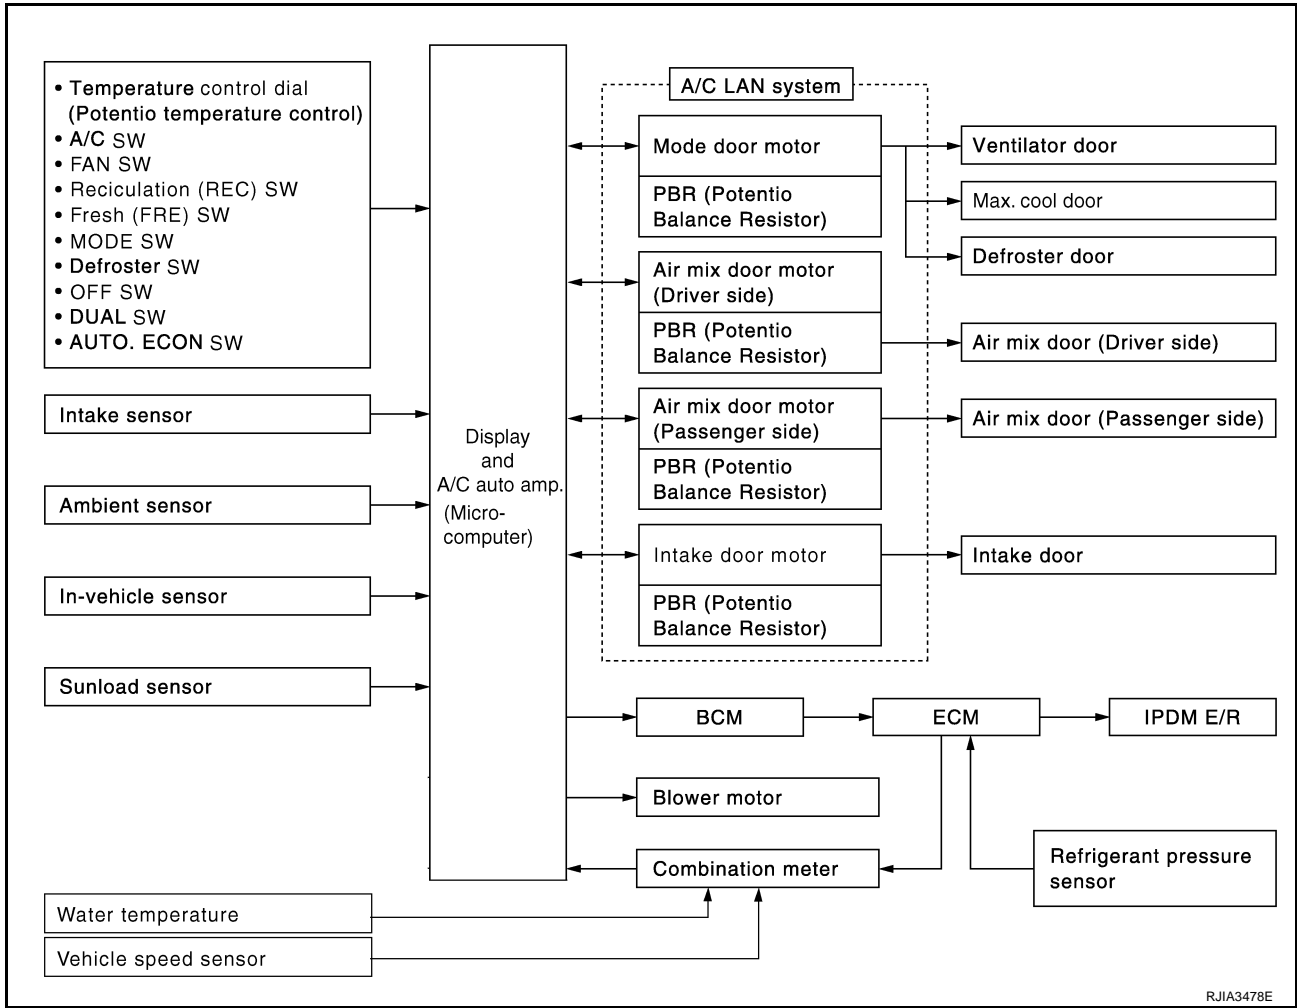 • Temperature control dial
(Potentio temperature control)
• A/C SW
• FAN SW
• Reciculation (REC) SW
• Fresh (FRE) SW
• MODE SW
• Defroster SW
• OFF SW
• DUAL SW
• AUTO. ECON SW
Intake sensor
Ambient sensor
In-vehicle sensor
Sunload sensor
Water temperature
Vehicle speed sensor
Display
and
A/C auto amp.
(Micro-
computer)
A/C LAN system
Mode door motor
PBR (Potentio
Balance Resistor)
Air mix door motor
(Driver side)
PBR (Potentio
Balance Resistor)
Air mix door motor
(Passenger side)
PBR (Potentio
Balance Resistor)
Intake door motor
PBR (Potentio
Balance Resistor)
Ventilator door
Max. cool door
Defroster door
Air mix door (Driver side)
Air mix door (Passenger side)
Intake door
BCM
ECM
IPDM E/R
Blower motor
Combination meter
Refrigerant pressure
sensor
RJIA3478E